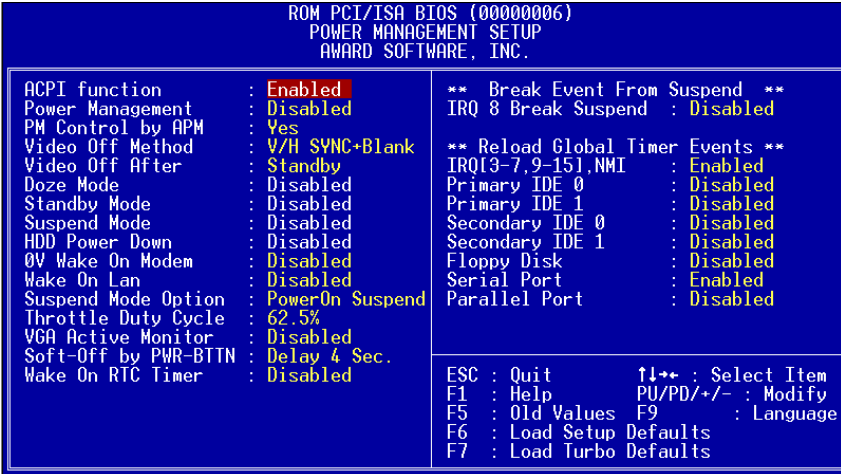 ROM PCI/ISA BIOS (00000006)
POWER MANAGEMENT SETUP
AWARD SOFTWARE, INC.
ACPI function : Enabled
Power Management : Disabled
PM Control by APM : Yes
Video Off Method : V/H SYNC+Blank
Video Off After : Standby
Doze Mode : Disabled
Standby Mode : Disabled
Suspend Mode : Disabled
HDD Power Down : Disabled
0V Wake On Modem : Disabled
Wake On Lan : Disabled
Suspend Mode Option : PowerOn Suspend
Throttle Duty Cycle : 62.5%
VGA Active Monitor : Disabled
Soft-Off by PWR-BTTN : Delay 4 Sec.
Wake On RTC Timer : Disabled
** Break Event From Suspend **
IRQ 8 Break Suspend : Disabled
** Reload Global Timer Events **
IRQ[3-7,9-15],NMI : Enabled
Primary IDE 0 : Disabled
Primary IDE 1 : Disabled
Secondary IDE 0 : Disabled
Secondary IDE 1 : Disabled
Floppy Disk : Disabled
Serial Port : Enabled
Parallel Port : Disabled
ESC : Quit ↑↓→← : Select Item
F1 : Help PU/PD/+/- : Modify
F5 : Old Values F9 : Language
F6 : Load Setup Defaults
F7 : Load Turbo Defaults